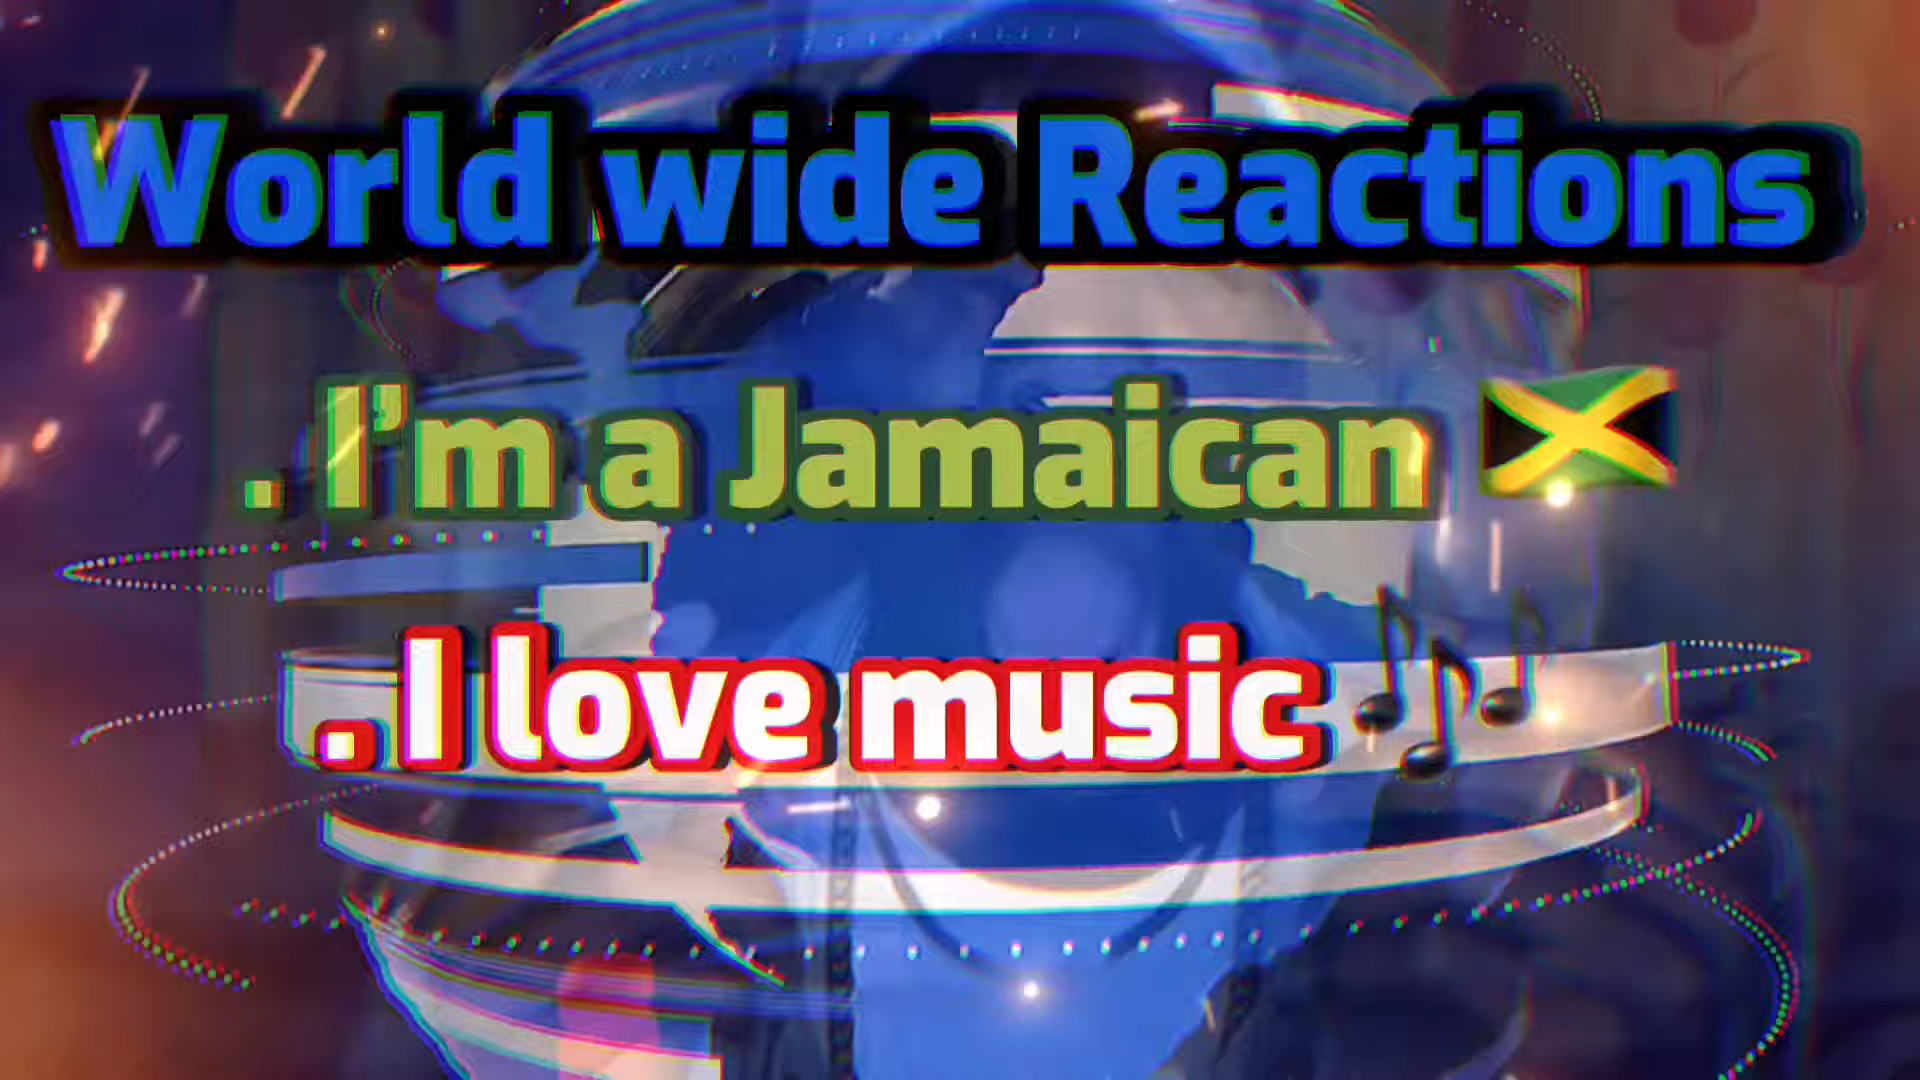 World wide Reactions
. I'm a Jamaican 🇯🇲
. I love music 🎶